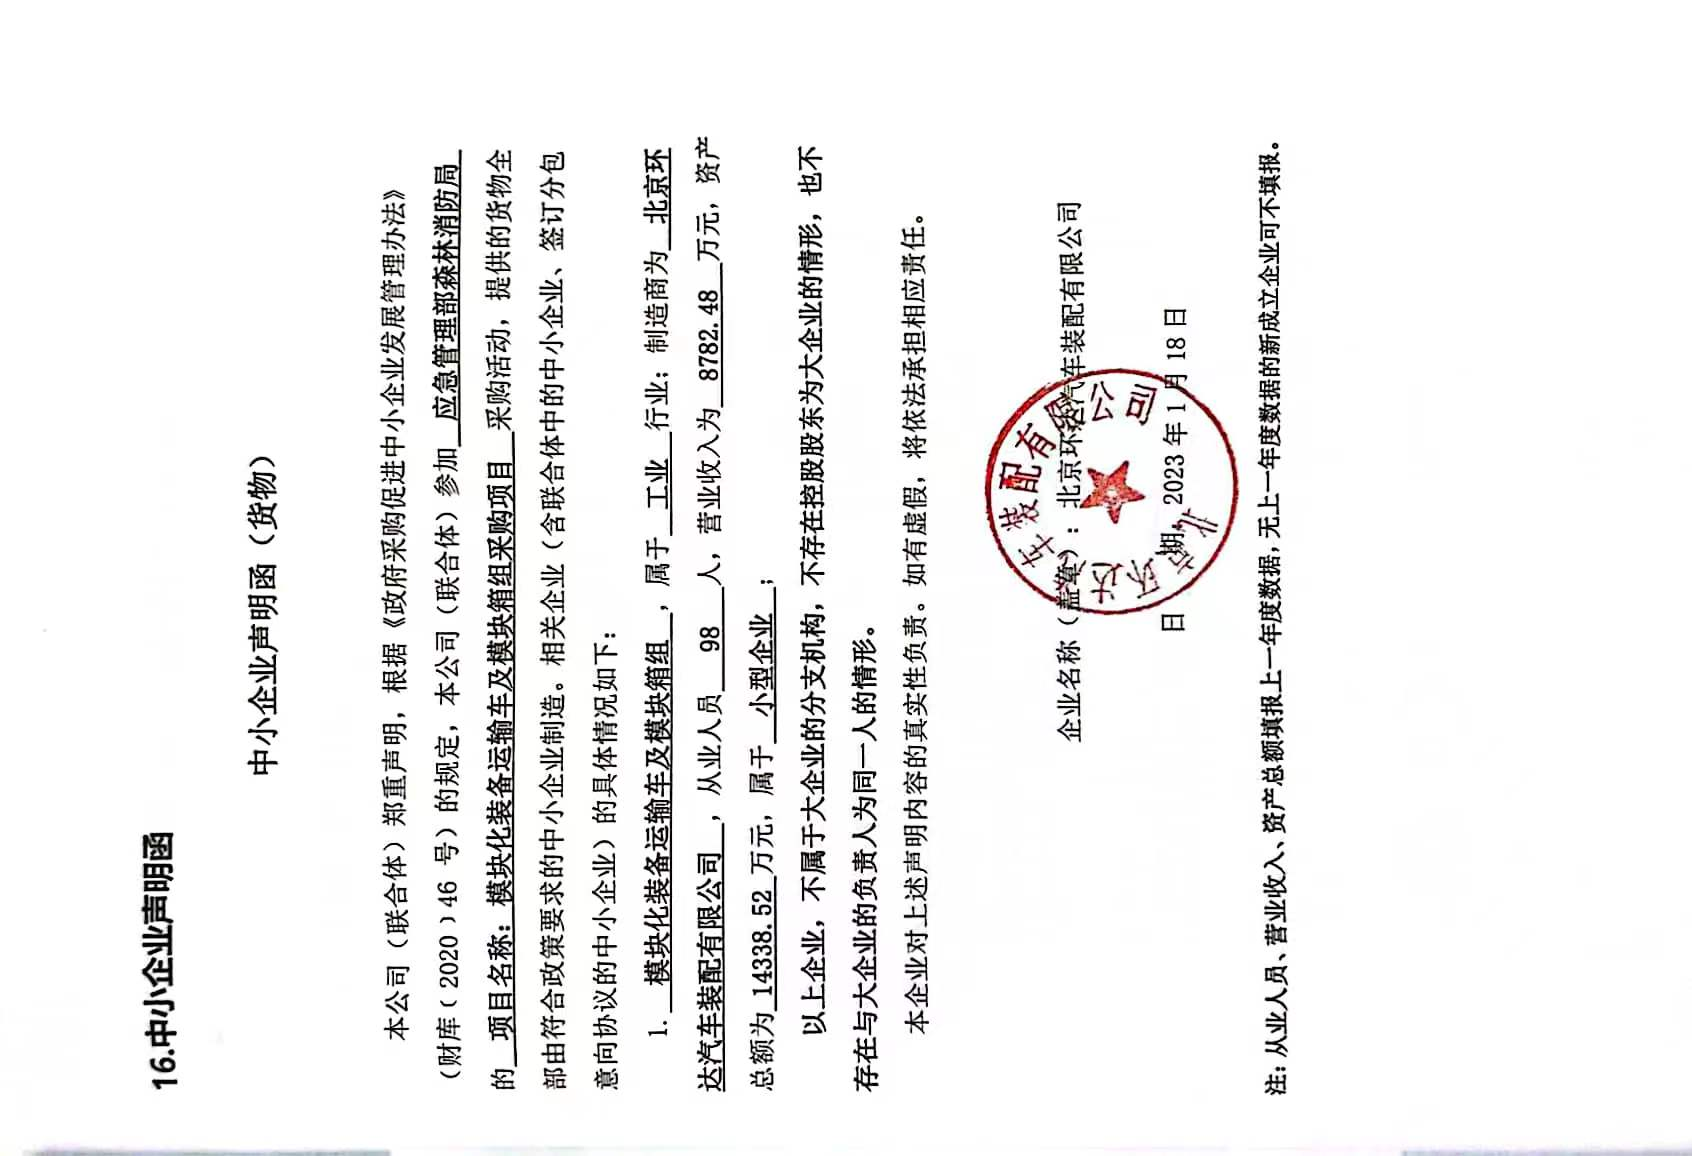 16.中小企业声明函
中小企业声明函（货物）
本公司（联合体）郑重声明，根据《政府采购促进中小企业发展管理办法》
（财库﹝2020﹞46 号）的规定，本公司（联合体）参加 应急管理部森林消防局
的 项目名称：模块化装备运输车及模块箱组采购项目 采购活动，提供的货物全
部由符合政策要求的中小企业制造。相关企业（含联合体中的中小企业、签订分包
意向协议的中小企业）的具体情况如下：
1. 模块化装备运输车及模块箱组 ，属于 工业 行业；制造商为 北京环
达汽车装配有限公司 ，从业人员 98 人，营业收入为 8782.48 万元，资产
总额为 14338.52 万元，属于 小型企业 ；
以上企业，不属于大企业的分支机构，不存在控股股东为大企业的情形，也不
存在与大企业的负责人为同一人的情形。
本企业对上述声明内容的真实性负责。如有虚假，将依法承担相应责任。
企业名称（盖章）：北京环达汽车装配有限公司
日 期：2023 年 1 月 18 日
北京环达汽车装配有限公司
注：从业人员、营业收入、资产总额填报上一年度数据，无上一年度数据的新成立企业可不填报。